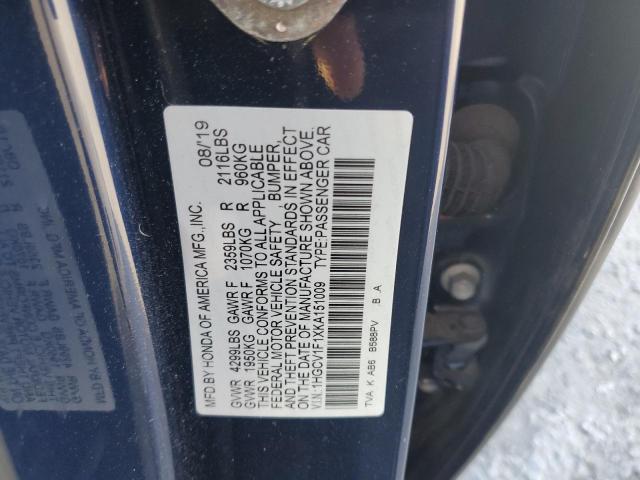 MFD.BY HONDA OF AMERICA MFG.,INC. 08/'19
GVWR 4299LBS GAWR F 2359LBS R 2116LBS
GVWR 1950KG GAWR F 1070KG R 960KG
THIS VEHICLE CONFORMS TO ALL APPLICABLE
FEDERAL MOTOR VEHICLE SAFETY BUMPER,
AND THEFT PREVENTION STANDARDS IN EFFECT
ON THE DATE OF MANUFACTURE SHOWN ABOVE.
V.I.N.:1HGCV1F1XKA151009 TYPE:PASSENGER CAR
TVA K AB6 B588PV B .A